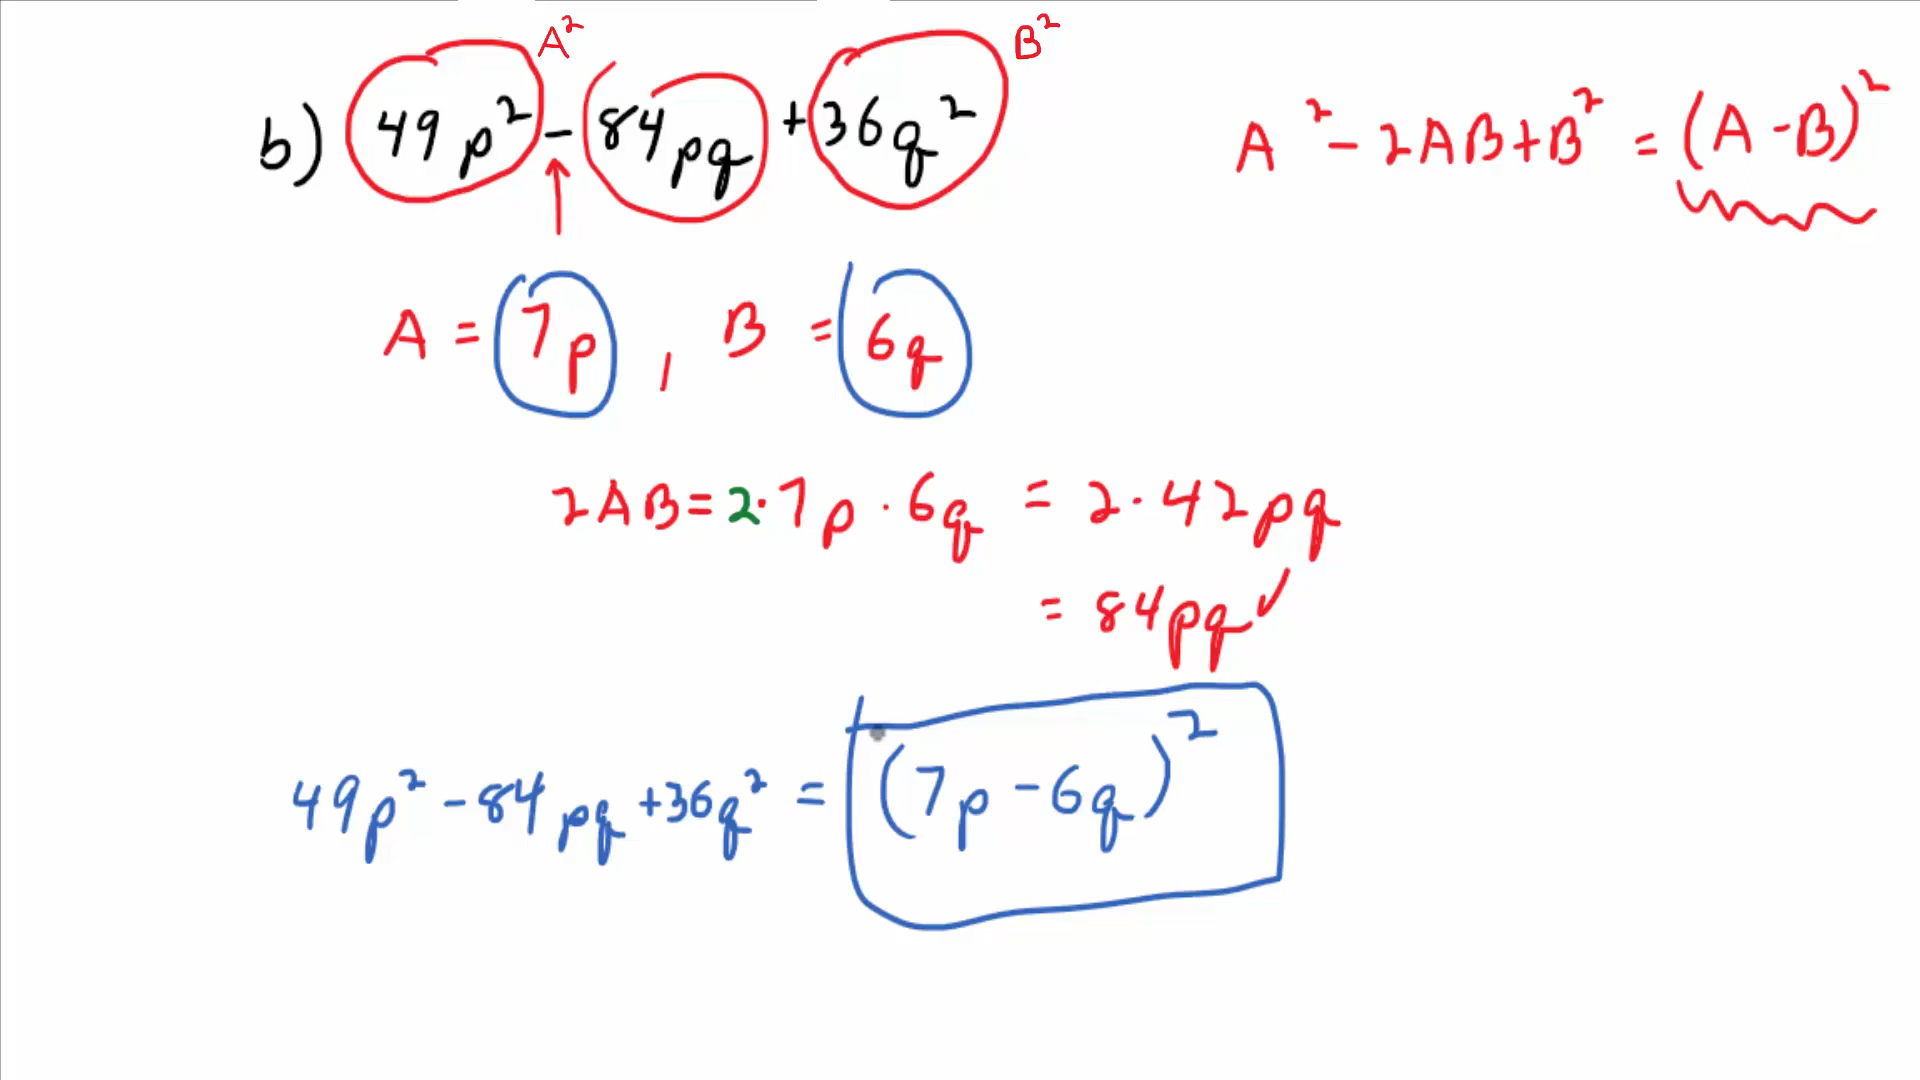 b) 49p² - 84pq + 36q² A² B²
A² - 2AB + B² = (A - B)²
A = 7p , B = 6q
2AB = 2·7p · 6q = 2·42pq
= 84pq ✓
49p² - 84pq + 36q² = (7p - 6q)²